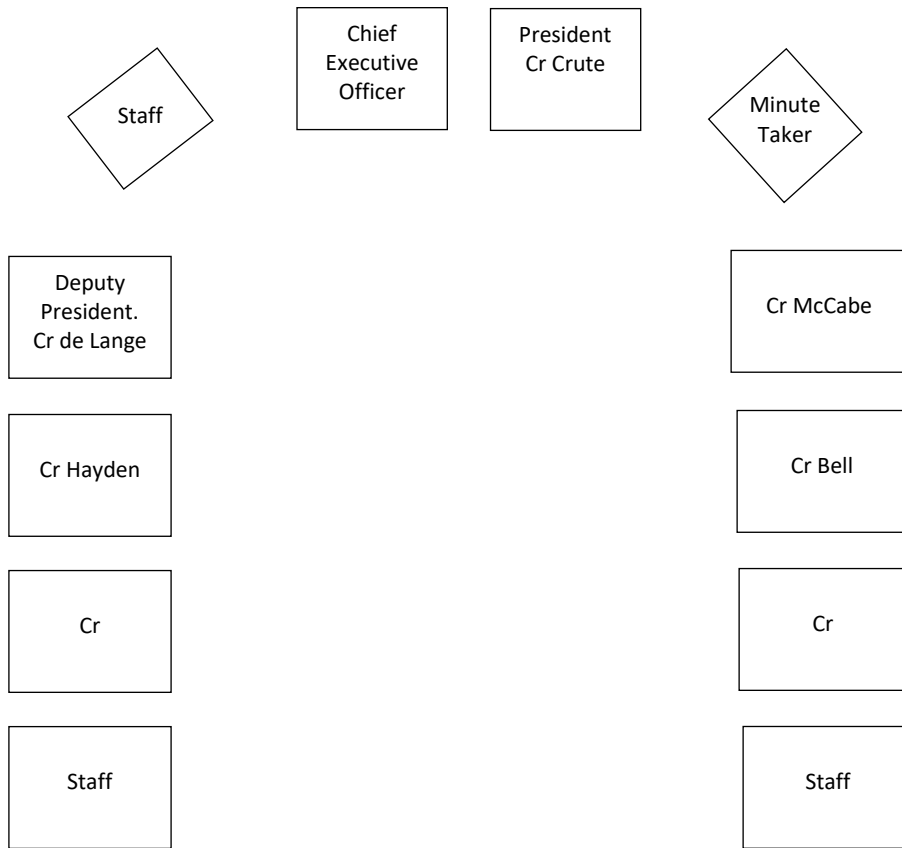 Staff
Chief
Executive
Officer
President
Cr Crute
Minute
Taker
Deputy
President.
Cr de Lange
Cr McCabe
Cr Hayden
Cr Bell
Cr
Cr
Staff
Staff